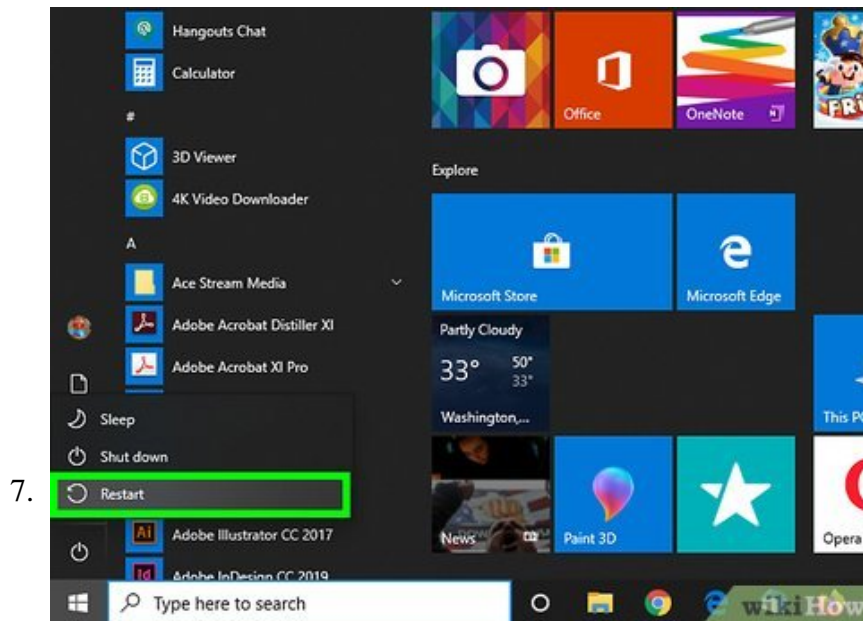 Hangouts Chat
Calculator
#
3D Viewer
4K Video Downloader
A
Ace Stream Media
Adobe Acrobat Distiller XI
Adobe Acrobat XI Pro
Sleep
Shut down
7.
Restart
Adobe Illustrator CC 2017
Adobe InDesign CC 2019
Type here to search
Office
OneNote
Explore
Microsoft Store
Microsoft Edge
Partly Cloudy
33° 50°
33°
Washington,...
This PC
News
Paint 3D
Opera
wikiHow